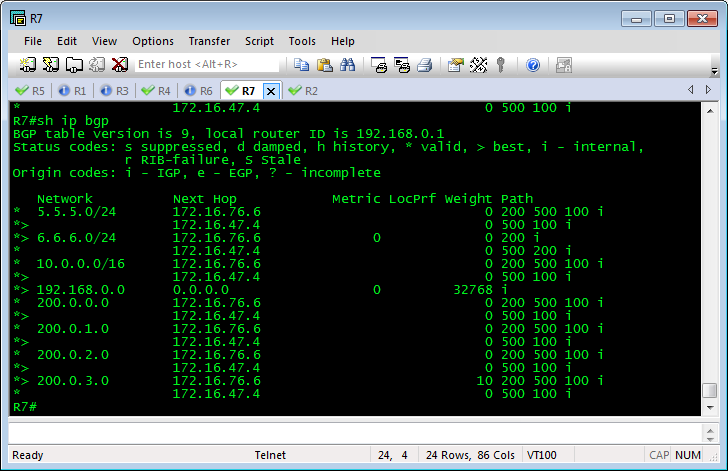 R7
File Edit View Options Transfer Script Tools Help
Enter host <Alt+R>
R5 R1 R3 R4 R6 R7 R2
*                   172.16.47.4                            0 500 100 i
R7#sh ip bgp
BGP table version is 9, local router ID is 192.168.0.1
Status codes: s suppressed, d damped, h history, * valid, > best, i - internal,
              r RIB-failure, S Stale
Origin codes: i - IGP, e - EGP, ? - incomplete
   Network          Next Hop            Metric LocPrf Weight Path
*  5.5.5.0/24       172.16.76.6                            0 200 500 100 i
*>                  172.16.47.4                            0 500 100 i
*> 6.6.6.0/24       172.16.76.6              0             0 200 i
*                   172.16.47.4                            0 500 200 i
*  10.0.0.0/16      172.16.76.6                            0 200 500 100 i
*>                  172.16.47.4                            0 500 100 i
*> 192.168.0.0      0.0.0.0                  0         32768 i
*  200.0.0.0        172.16.76.6                            0 200 500 100 i
*>                  172.16.47.4                            0 500 100 i
*  200.0.1.0        172.16.76.6                            0 200 500 100 i
*>                  172.16.47.4                            0 500 100 i
*  200.0.2.0        172.16.76.6                            0 200 500 100 i
*>                  172.16.47.4                            0 500 100 i
*> 200.0.3.0        172.16.76.6                           10 200 500 100 i
*                   172.16.47.4                            0 500 100 i
R7#
Ready Telnet 24, 4 24 Rows, 86 Cols VT100 CAP NUM